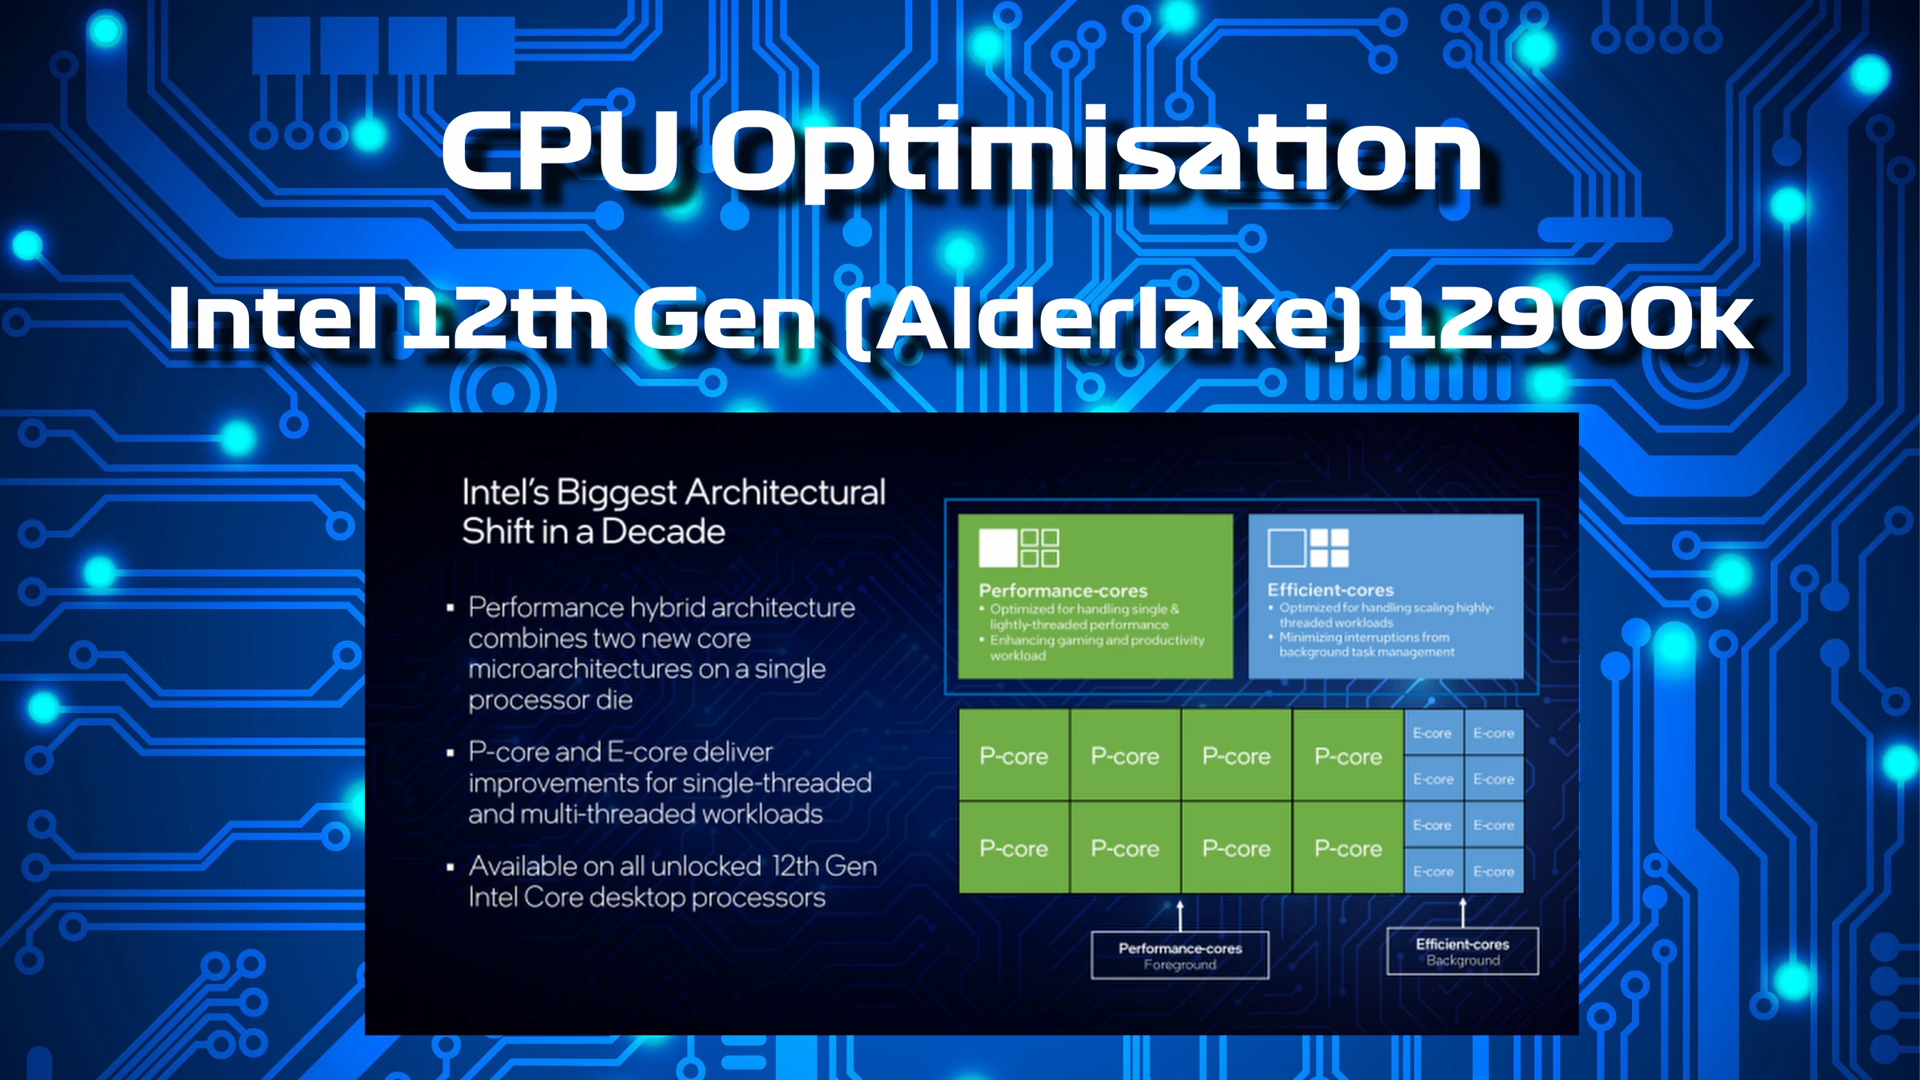 CPU Optimisation
Intel 12th Gen (Alderlake) 12900k
Intel's Biggest Architectural
Shift in a Decade
▪ Performance hybrid architecture
combines two new core
microarchitectures on a single
processor die
▪ P-core and E-core deliver
improvements for single-threaded
and multi-threaded workloads
▪ Available on all unlocked 12th Gen
Intel Core desktop processors
Performance-cores
▪ Optimized for handling single &
lightly-threaded performance
▪ Enhancing gaming and productivity
workload
Efficient-cores
▪ Optimized for handling scaling highly-
threaded workloads
▪ Minimizing interruptions from
background task management
P-core P-core P-core P-core
E-core E-core
E-core E-core
P-core P-core P-core P-core
E-core E-core
E-core E-core
Performance-cores
Foreground
Efficient-cores
Background